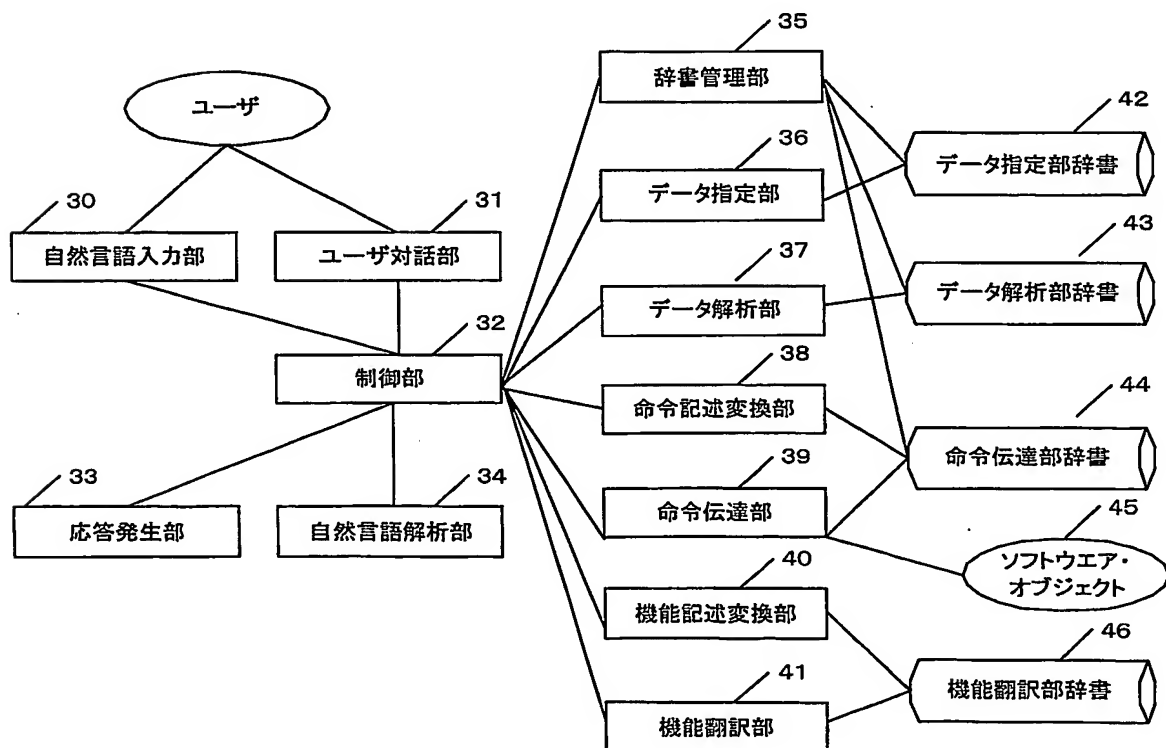 35
辞書管理部
ユーザ
42
36
データ指定部辞書
データ指定部
30
31
自然言語入力部
ユーザ対話部
43
37
データ解析部辞書
データ解析部
32
制御部
38
44
命令記述変換部
命令伝達部辞書
39
33
34
命令伝達部
45
応答発生部
自然言語解析部
ソフトウエア・
オブジェクト
40
機能記述変換部
46
41
機能翻訳部辞書
機能翻訳部